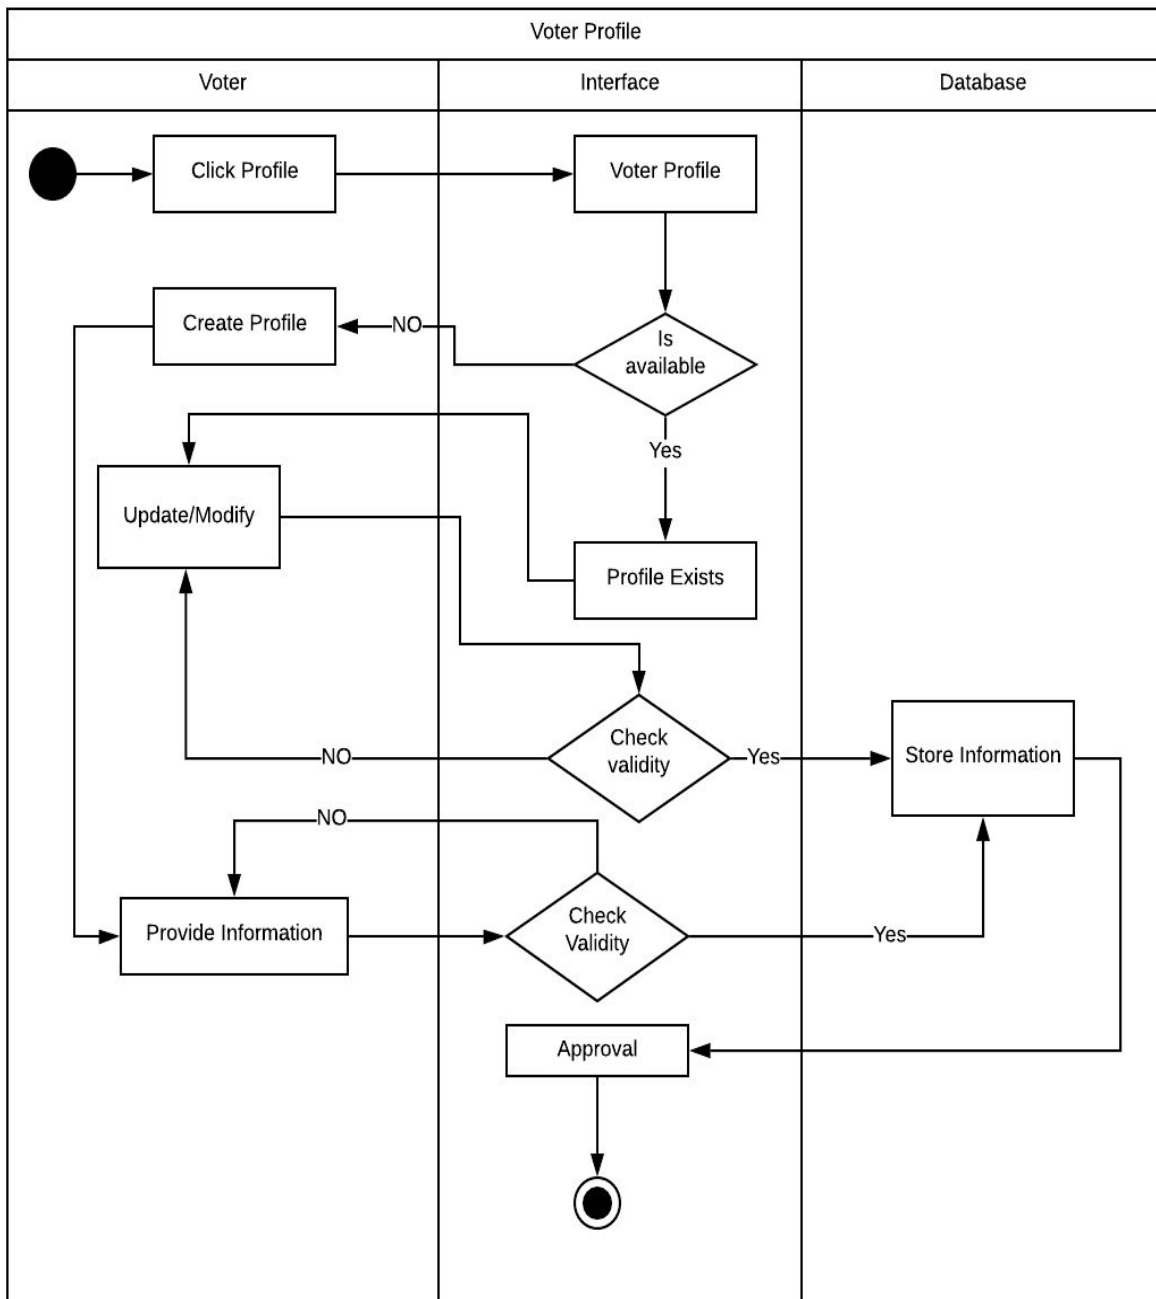 Voter Profile
Voter
Interface
Database
Click Profile
Voter Profile
Create Profile
NO
Is
available
Yes
Update/Modify
Profile Exists
Check
validity
NO
Yes
Store Information
NO
Provide Information
Check
Validity
Yes
Approval